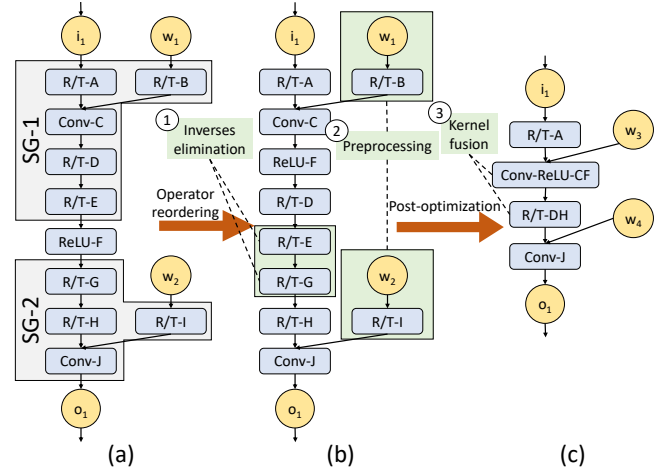 i1
w1
R/T-A
R/T-B
Conv-C
R/T-D
R/T-E
SG-1
ReLU-F
R/T-G
w2
R/T-H
R/T-I
Conv-J
SG-2
o1
(a)
1
Inverses
elimination
Operator
reordering
i1
w1
R/T-A
R/T-B
Conv-C
2
Preprocessing
ReLU-F
R/T-D
R/T-E
R/T-G
w2
R/T-H
R/T-I
Conv-J
o1
(b)
3
Kernel
fusion
Post-optimization
i1
R/T-A
w3
Conv-ReLU-CF
R/T-DH
w4
Conv-J
o1
(c)